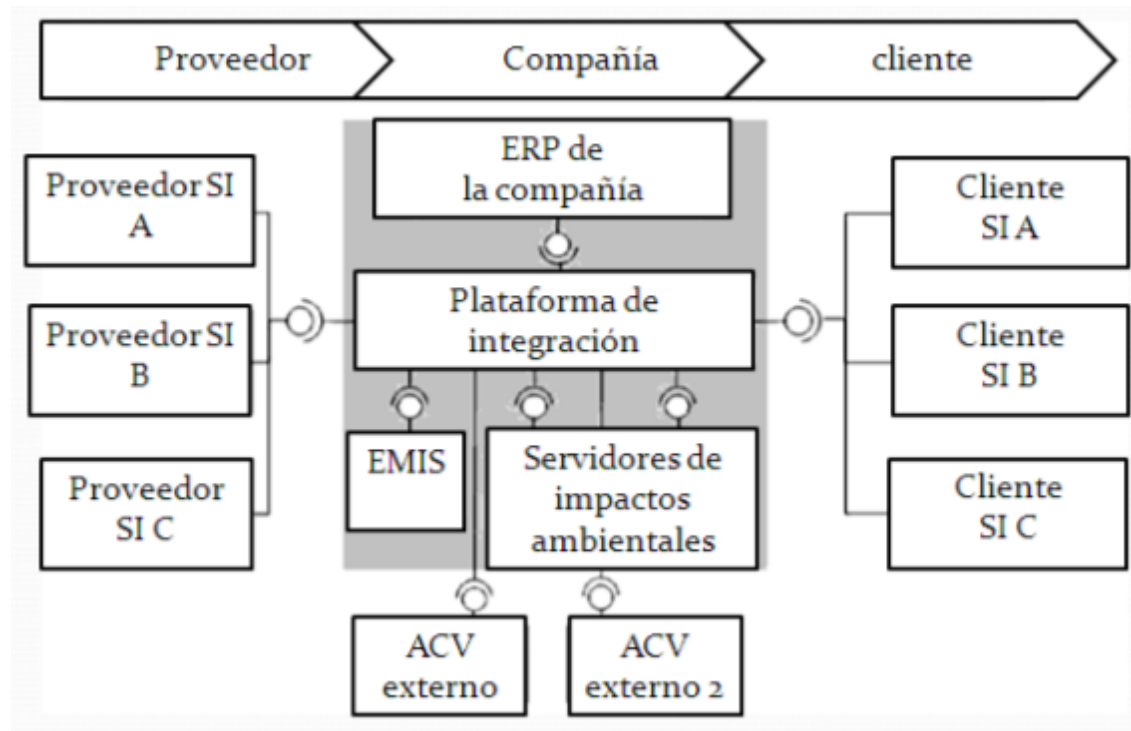 Proveedor
Compañía
cliente
ERP de
la compañía
Proveedor SI
A
Cliente
SI A
Plataforma de
integración
Proveedor SI
B
Cliente
SI B
EMIS
Servidores de
impactos
ambientales
Proveedor
SI C
Cliente
SI C
ACV
externo
ACV
externo 2